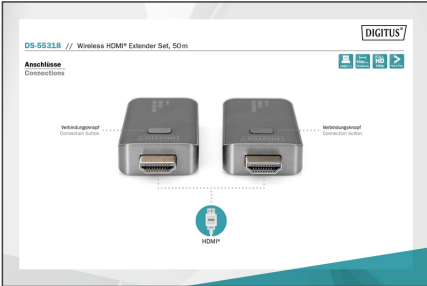 DIGITUS®
DS-55318 // Wireless HDMI® Extender Set, 50 m
Anschlüsse
Connections
Verbindungsknopf
Connection button
Verbindungsknopf
Connection button
HDMI®